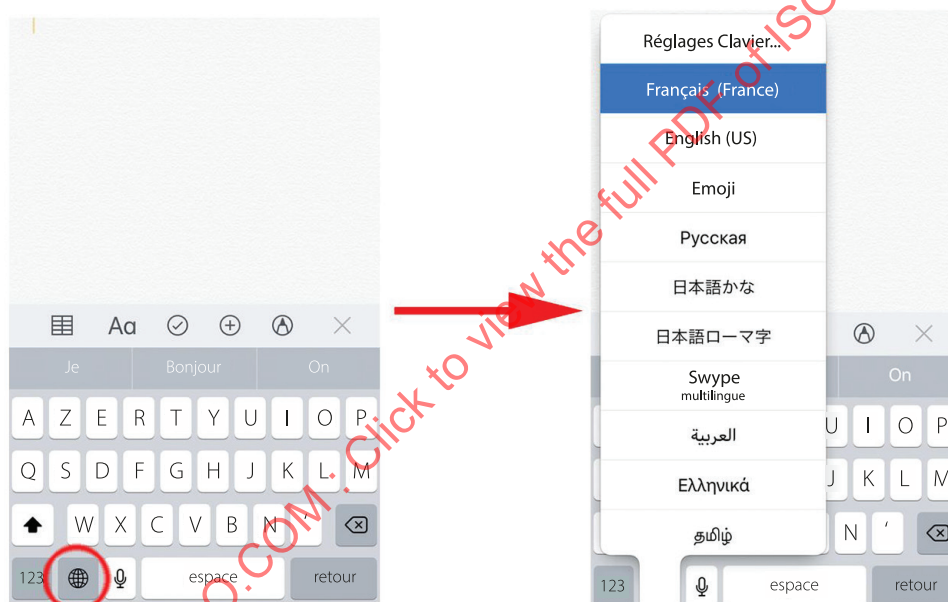 Aa
Je Bonjour On
A Z E R T Y U I O P
Q S D F G H J K L M
W X C V B N '
123 espace retour
Réglages Clavier...
Français (France)
English (US)
Emoji
Русская
日本語かな
日本語ローマ字
Swype
multilingue
العربية
Ελληνικά
தமிழ்
On
U I O P
J K L M
N '
123 espace retour
.COM : Click to view the full PDF of ISO